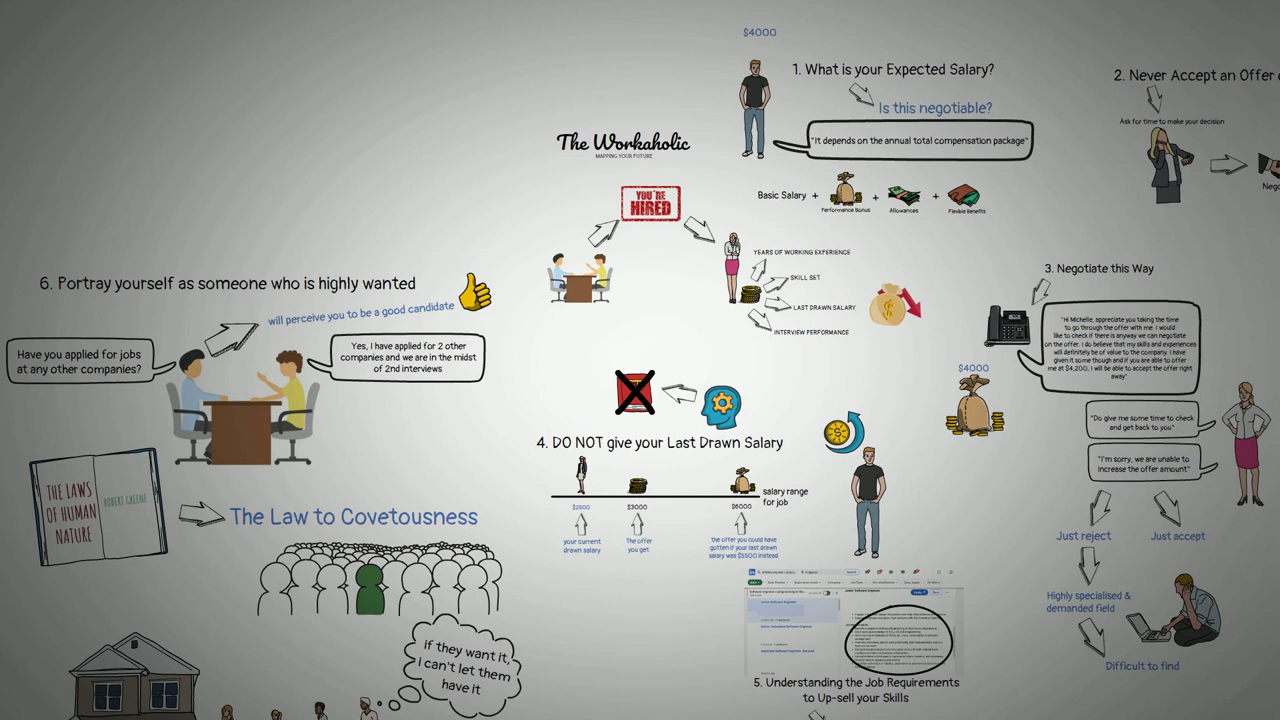 $4000
1. What is your Expected Salary?
Is this negotiable?
"It depends on the annual total compensation package"
Basic Salary + + +
Performance Bonus
Allowances
Flexible Benefits
2. Never Accept an Offer
Ask for time to make your decision
The Workaholic
MAPPING YOUR FUTURE
YOU'RE
HIRED
YEARS OF WORKING EXPERIENCE
SKILL SET
LAST DRAWN SALARY
INTERVIEW PERFORMANCE
3. Negotiate this Way
"Hi Michelle, appreciate you taking the time
to go through the offer with me. I would
like to check if there is anyway we can negotiate
on the offer. I do believe that my skills and experiences
will definitely be of value to the company. I have
given it some though and if you are able to offer
me at $4,200, I will be able to accept the offer right
away"
$4000
"Do give me some time to check
and get back to you"
"I'm sorry, we are unable to
increase the offer amount"
Just reject
Just accept
Highly specialised &
demanded field
Difficult to find
4. DO NOT give your Last Drawn Salary
salary range
for job
$2500
$3000
$6000
your current
drawn salary
The offer
you get
the offer you could have
gotten if your last drawn
salary was $5500 instead
5. Understanding the Job Requirements
to Up-sell your Skills
6. Portray yourself as someone who is highly wanted
will perceive you to be a good candidate
Have you applied for jobs
at any other companies?
Yes, I have applied for 2 other
companies and we are in the midst
of 2nd interviews
THE LAWS
OF HUMAN
NATURE
ROBERT GREENE
The Law to Covetousness
if they want it,
i can't let them
have it